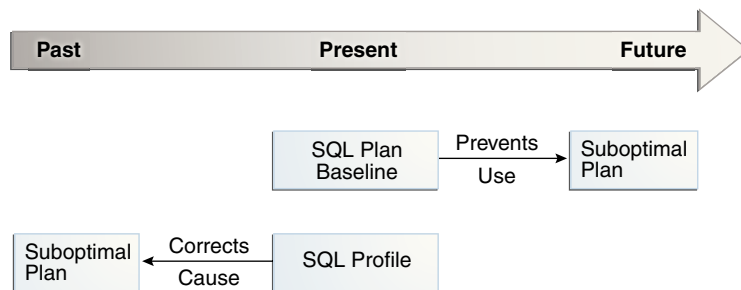 Past Present Future
SQL Plan
Baseline
Prevents
Use
Suboptimal
Plan
Suboptimal
Plan
Corrects
Cause
SQL Profile